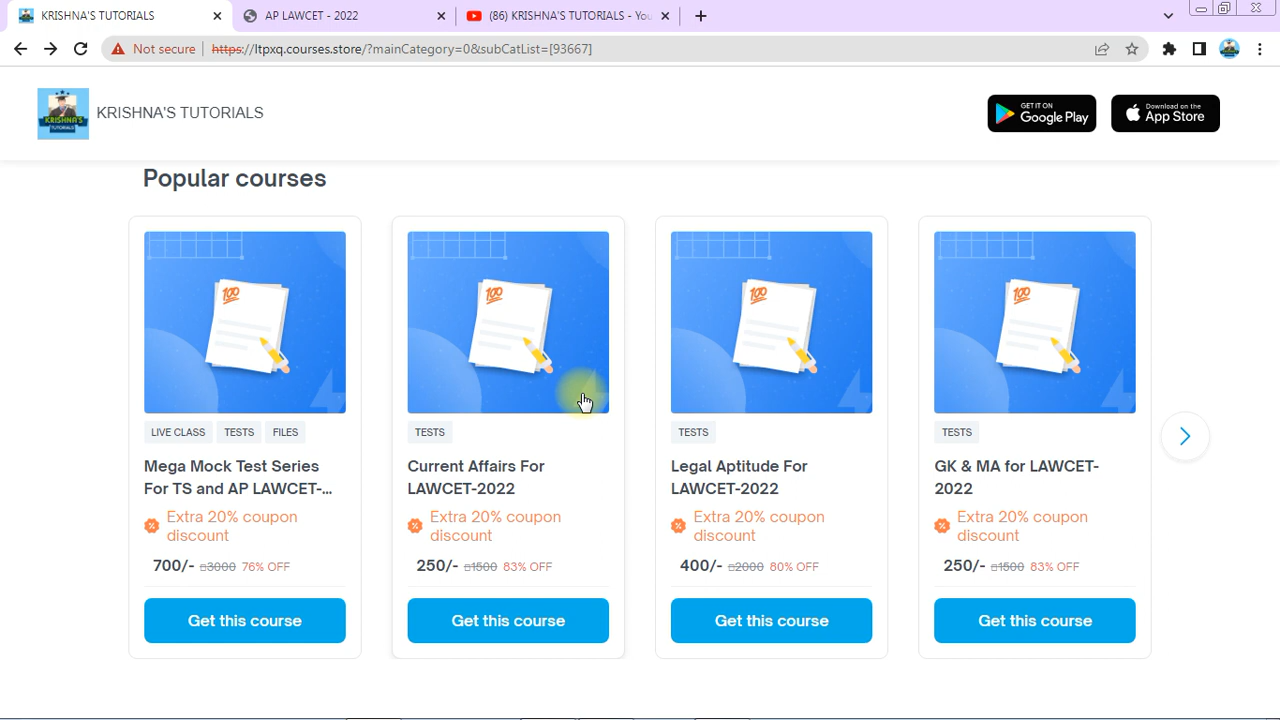 KRISHNA'S TUTORIALS
AP LAWCET - 2022
(86) KRISHNA'S TUTORIALS - You
Not secure
https://ltpxq.courses.store/?mainCategory=0&subCatList=[93667]
KRISHNA'S TUTORIALS
GET IT ON
Google Play
Download on the
App Store
Popular courses
100
100
100
100
LIVE CLASS TESTS FILES
Mega Mock Test Series
For TS and AP LAWCET-...
Extra 20% coupon
discount
700/- 3000 76% OFF
Get this course
TESTS
Current Affairs For
LAWCET-2022
Extra 20% coupon
discount
250/- 1500 83% OFF
Get this course
TESTS
Legal Aptitude For
LAWCET-2022
Extra 20% coupon
discount
400/- 2000 80% OFF
Get this course
TESTS
GK & MA for LAWCET-
2022
Extra 20% coupon
discount
250/- 1500 83% OFF
Get this course